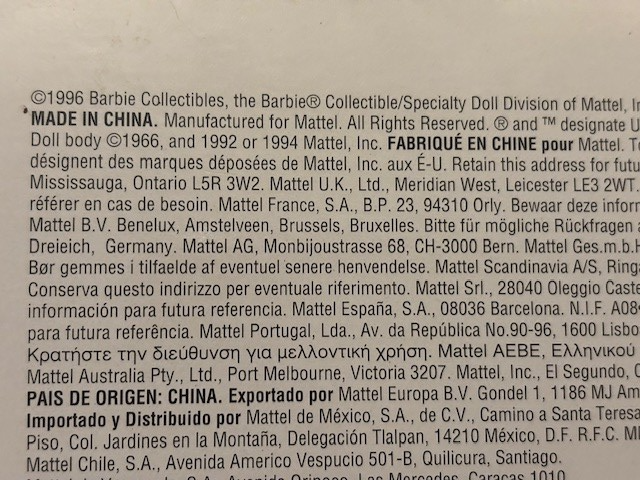 ©1996 Barbie Collectibles, the Barbie® Collectible/Specialty Doll Division of Mattel,
MADE IN CHINA. Manufactured for Mattel. All Rights Reserved. ® and ™ designate
Doll body ©1966, and 1992 or 1994 Mattel, Inc. FABRIQUÉ EN CHINE pour Mattel.
désignent des marques déposées de Mattel, Inc. aux É-U. Retain this address for
Mississauga, Ontario L5R 3W2. Mattel U.K., Ltd., Meridian West, Leicester LE3 2WT.
référer en cas de besoin. Mattel France, S.A., B.P. 23, 94310 Orly. Bewaar deze
Mattel B.V. Benelux, Amstelveen, Brussels, Bruxelles. Bitte für mögliche Rückfragen
Dreieich, Germany. Mattel AG, Monbijoustrasse 68, CH-3000 Bern. Mattel Ges.m.b.H
Bør gemmes i tilfaelde af eventuel senere henvendelse. Mattel Scandinavia A/S,
Conserva questo indirizzo per eventuale riferimento. Mattel Srl., 28040 Oleggio
información para futura referencia. Mattel España, S.A., 08036 Barcelona. N.I.F.
para futura referência. Mattel Portugal, Lda., Av. da República No.90-96, 1600
Κρατήστε την διεύθυνση για μελλοντική χρήση. Mattel AEBE, Ελληνικού
Mattel Australia Pty., Ltd., Port Melbourne, Victoria 3207. Mattel, Inc., El Segundo,
PAIS DE ORIGEN: CHINA. Exportado por Mattel Europa B.V. Gondel 1, 1186 MJ
Importado y Distribuido por Mattel de México, S.A., de C.V., Camino a Santa Teresa
Piso, Col. Jardines en la Montaña, Delegación Tlalpan, 14210 México, D.F. R.F.C.
Mattel Chile, S.A., Avenida Americo Vespucio 501-B, Quilicura, Santiago.